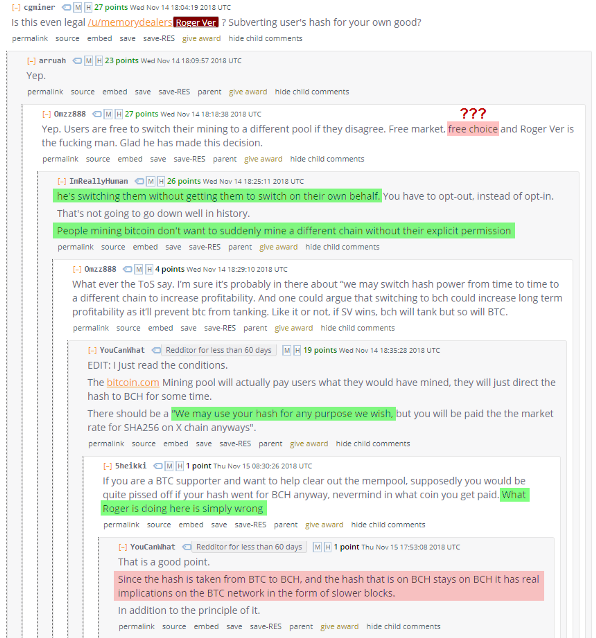 [–] cgminer M H 27 points Wed Nov 14 18:04:19 2018 UTC
Is this even legal /u/memorydealers Roger Ver ? Subverting user's hash for your own good?
permalink source embed save save-RES give award hide child comments
[–] arruah M H 23 points Wed Nov 14 18:09:57 2018 UTC
Yep.
permalink source embed save save-RES parent give award hide child comments
???
[–] Omzz888 M H 27 points Wed Nov 14 18:18:38 2018 UTC
Yep. Users are free to switch their mining to a different pool if they disagree. Free market, free choice and Roger Ver is
the fucking man. Glad he has made this decision.
permalink source embed save save-RES parent give award hide child comments
[–] ImReallyHuman M H 26 points Wed Nov 14 18:25:11 2018 UTC
he's switching them without getting them to switch on their own behalf. You have to opt-out, instead of opt-in.
That's not going to go down well in history.
People mining bitcoin don't want to suddenly mine a different chain without their explicit permission
permalink source embed save save-RES parent give award hide child comments
[–] Omzz888 M H 4 points Wed Nov 14 18:29:10 2018 UTC
What ever the ToS say. I'm sure it's probably in there about "we may switch hash power from time to time to
a different chain to increase profitability. And one could argue that switching to bch could increase long term
profitability as it'll prevent btc from tanking. Like it or not, if SV wins, bch will tank but so will BTC.
permalink source embed save save-RES parent give award hide child comments
[–] YouCanWhat Redditor for less than 60 days M H 19 points Wed Nov 14 18:35:28 2018 UTC
EDIT: I Just read the conditions.
The bitcoin.com Mining pool will actually pay users what they would have mined, they will just direct the
hash to BCH for some time.
There should be a "We may use your hash for any purpose we wish, but you will be paid the the market
rate for SHA256 on X chain anyways".
permalink source embed save save-RES parent give award hide child comments
[–] 5heikki M H 1 point Thu Nov 15 08:30:26 2018 UTC
If you are a BTC supporter and want to help clear out the mempool, supposedly you would be
quite pissed off if your hash went for BCH anyway, nevermind in what coin you get paid. What
Roger is doing here is simply wrong
permalink source embed save save-RES parent give award hide child comments
[–] YouCanWhat Redditor for less than 60 days M H 1 point Thu Nov 15 17:53:08 2018 UTC
That is a good point.
Since the hash is taken from BTC to BCH, and the hash that is on BCH stays on BCH it has real
implications on the BTC network in the form of slower blocks.
In addition to the principle of it.
permalink source embed save save-RES parent give award hide child comments